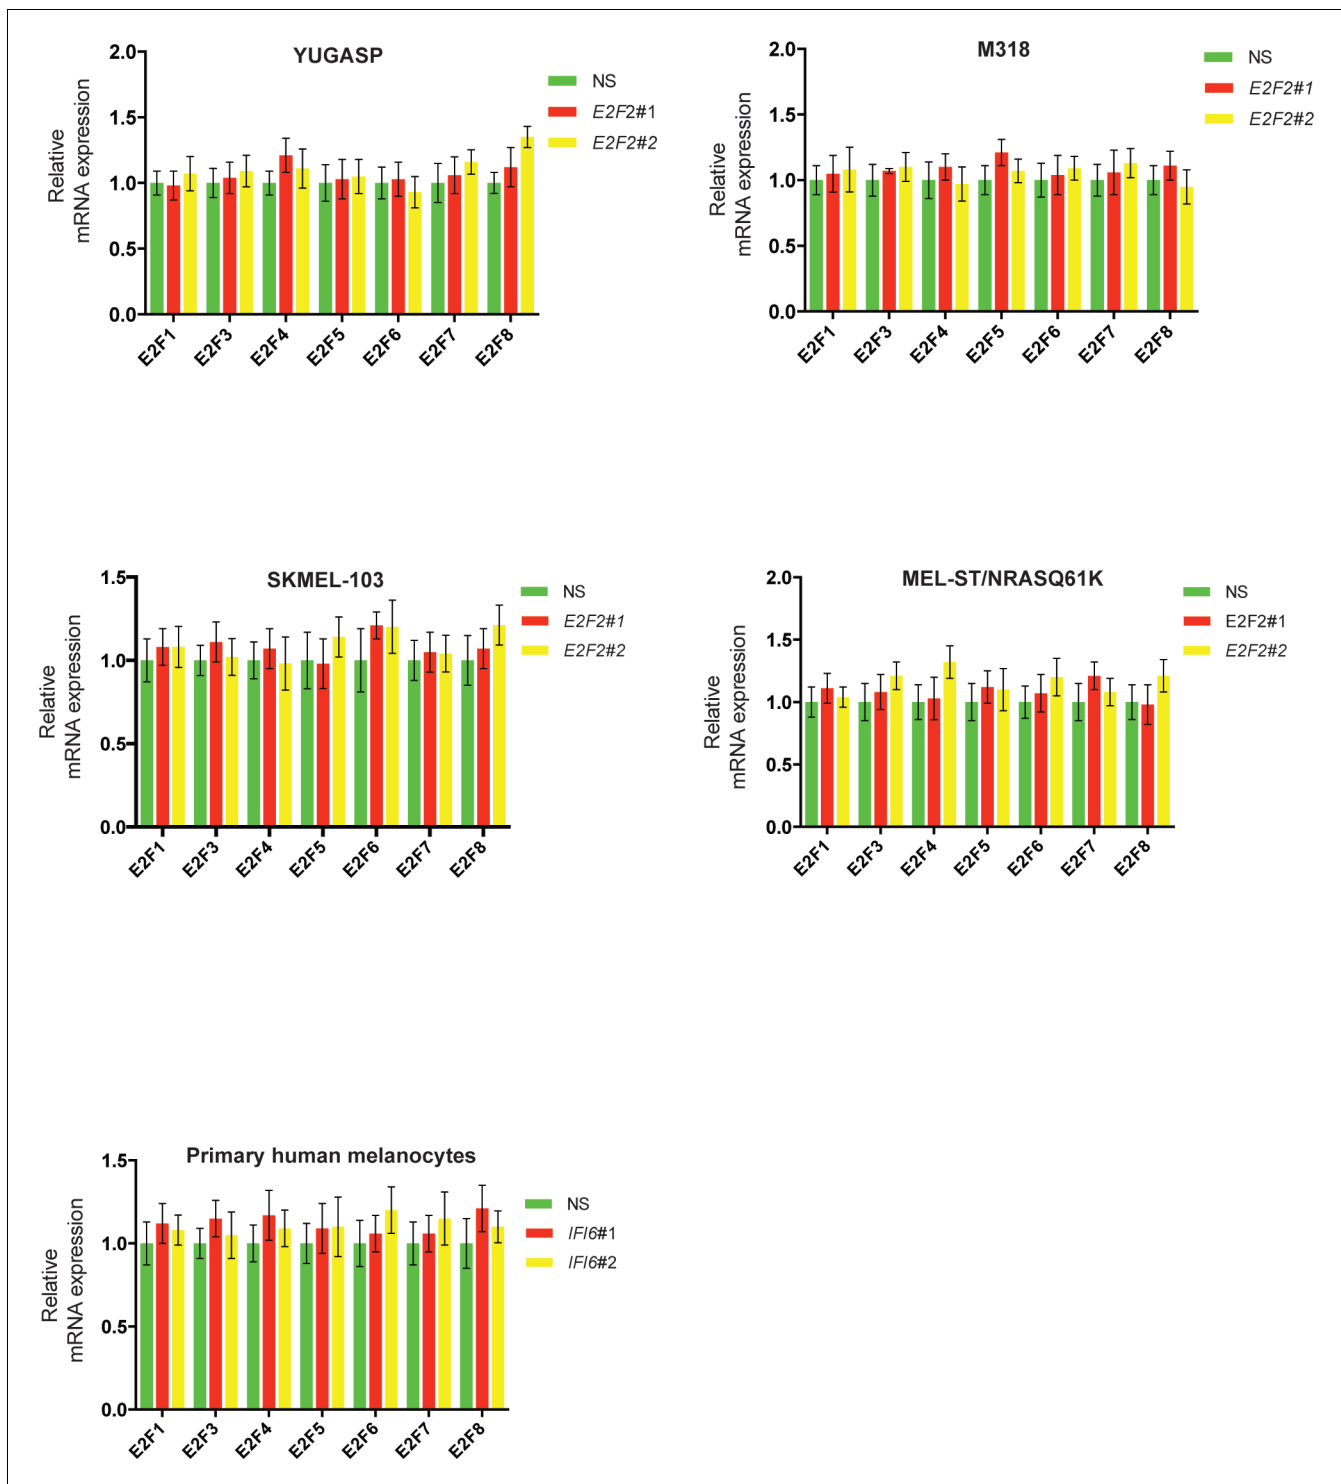 YUGASP
Relative
mRNA expression
2.0
1.5
1.0
0.5
0.0
E2F1
E2F3
E2F4
E2F5
E2F6
E2F7
E2F8
NS
E2F2#1
E2F2#2
M318
Relative
mRNA expression
2.0
1.5
1.0
0.5
0.0
E2F1
E2F3
E2F4
E2F5
E2F6
E2F7
E2F8
NS
E2F2#1
E2F2#2
SKMEL-103
Relative
mRNA expression
1.5
1.0
0.5
0.0
E2F1
E2F3
E2F4
E2F5
E2F6
E2F7
E2F8
NS
E2F2#1
E2F2#2
MEL-ST/NRASQ61K
Relative
mRNA expression
2.0
1.5
1.0
0.5
0.0
E2F1
E2F3
E2F4
E2F5
E2F6
E2F7
E2F8
NS
E2F2#1
E2F2#2
Primary human melanocytes
Relative
mRNA expression
1.5
1.0
0.5
0.0
E2F1
E2F3
E2F4
E2F5
E2F6
E2F7
E2F8
NS
IFI6#1
IFI6#2